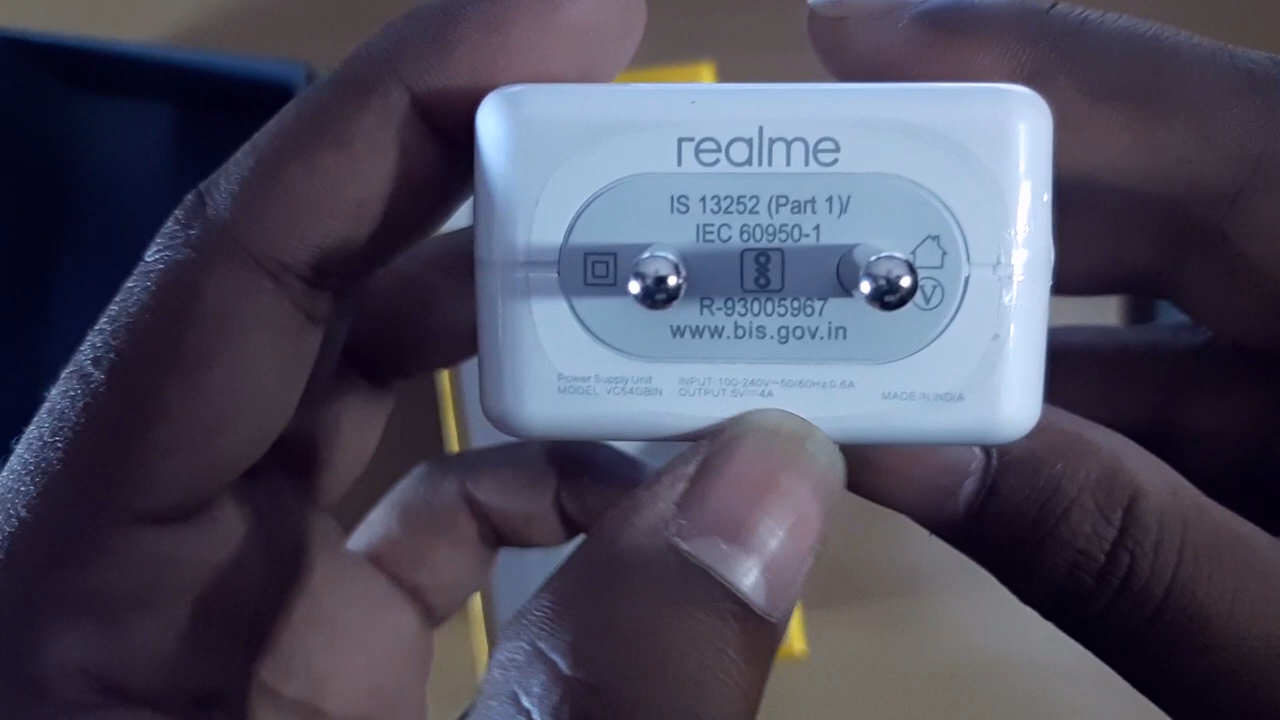 realme
IS 13252 (Part 1)/
IEC 60950-1
R-93005967
www.bis.gov.in
V
Power Supply Unit
MODEL: VC54GBIN
INPUT: 100-240V~50/60Hz 0.6A
OUTPUT: 5V⎓4A
MADE IN INDIA